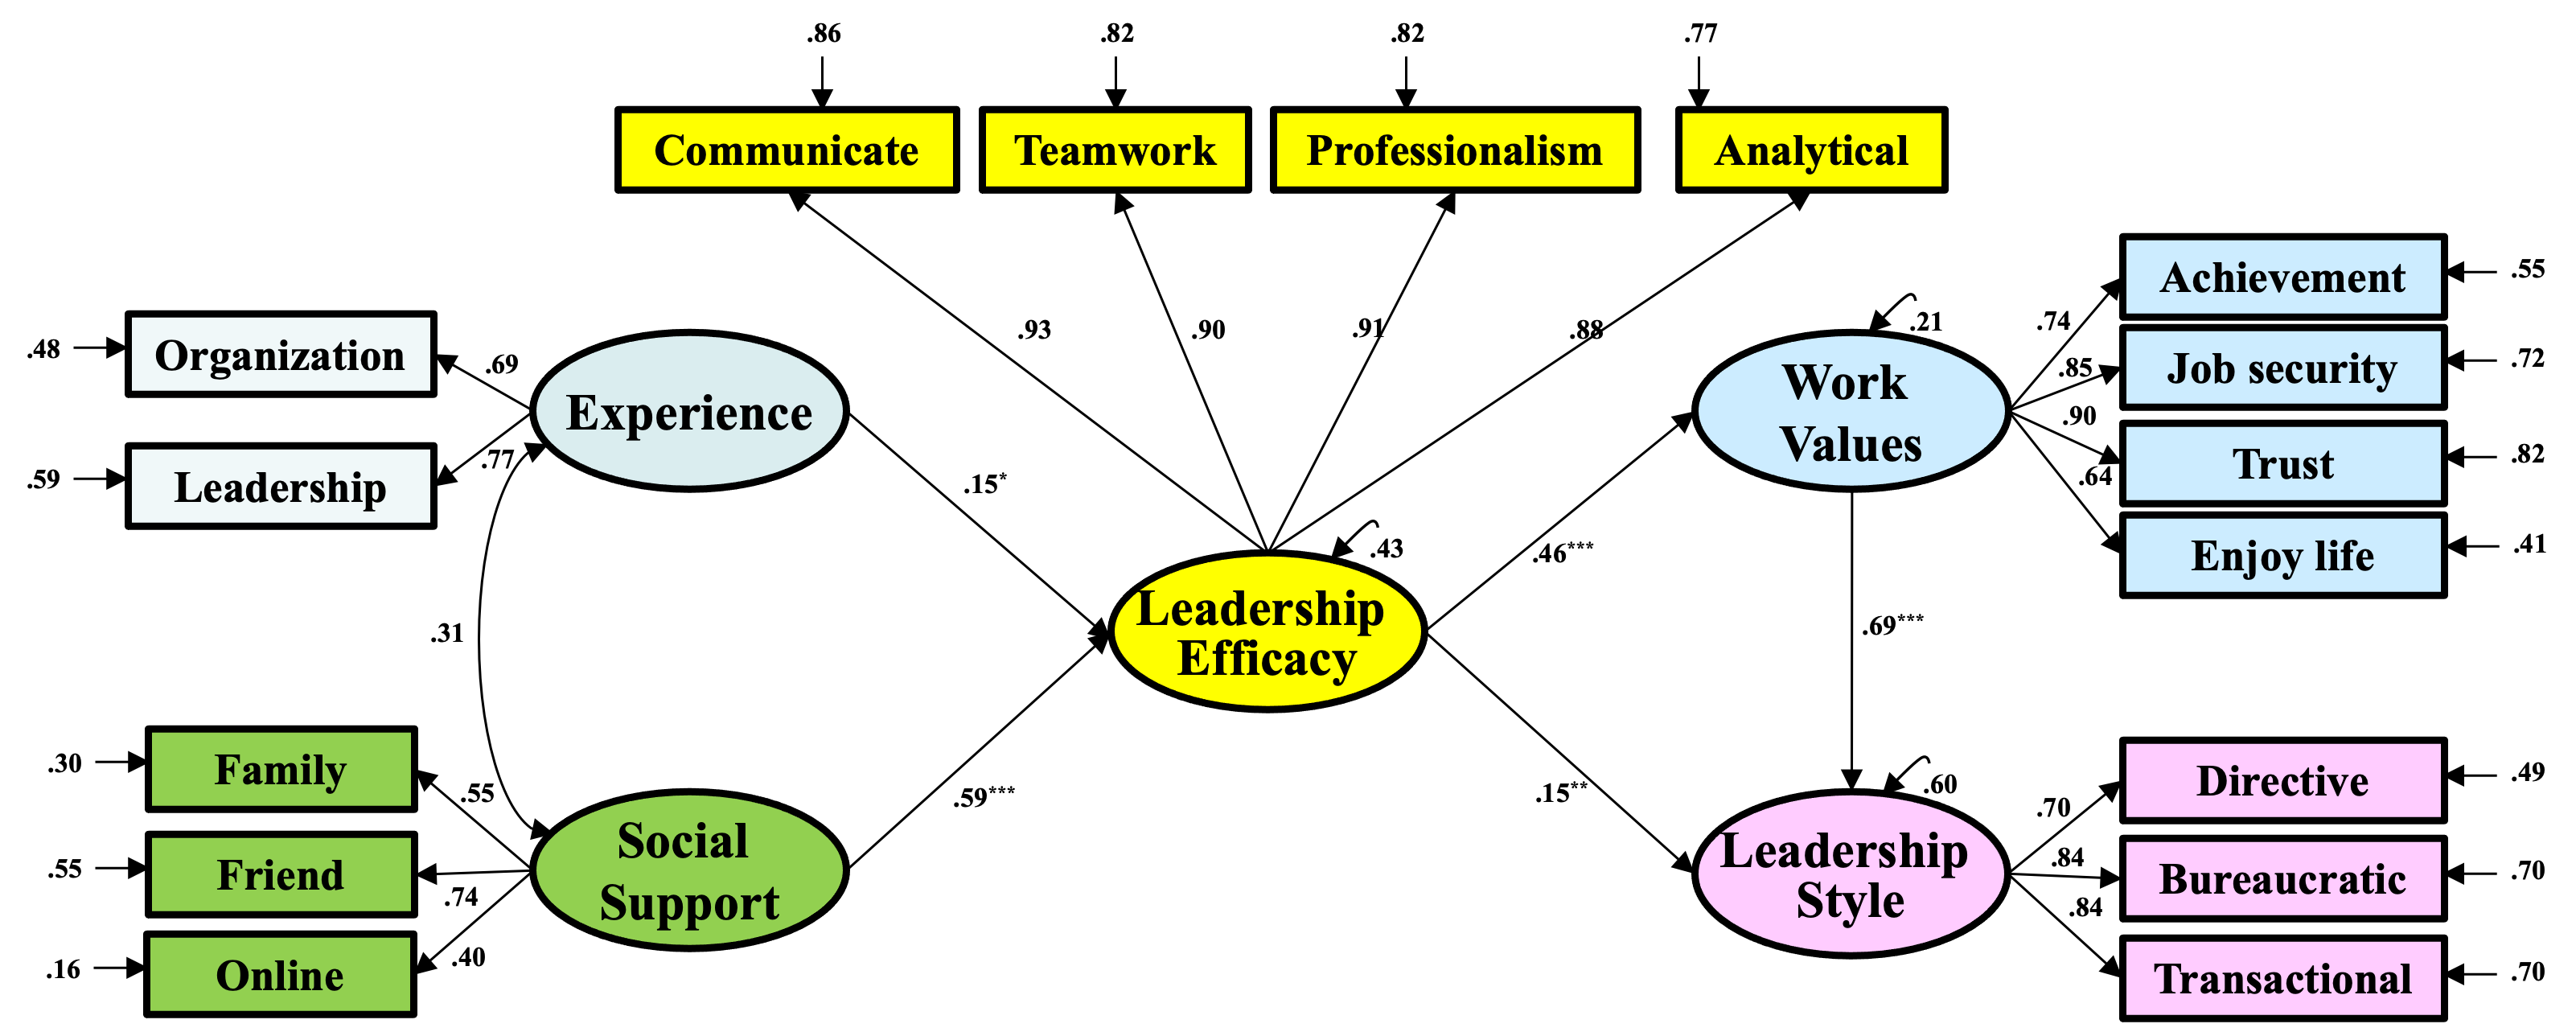 .86
.82
.82
.77
Communicate
Teamwork
Professionalism
Analytical
.93
.90
.91
.88
.48
Organization
.69
.59
Leadership
.77
Experience
.15*
.31
.30
Family
.55
.55
Friend
.74
.16
Online
.40
Social
Support
.59***
Leadership
Efficacy
.43
.46***
.15**
Work
Values
.21
.69***
.74
Achievement
.55
.85
Job security
.72
.90
Trust
.82
.64
Enjoy life
.41
Leadership
Style
.60
.70
Directive
.49
.84
Bureaucratic
.70
.84
Transactional
.70